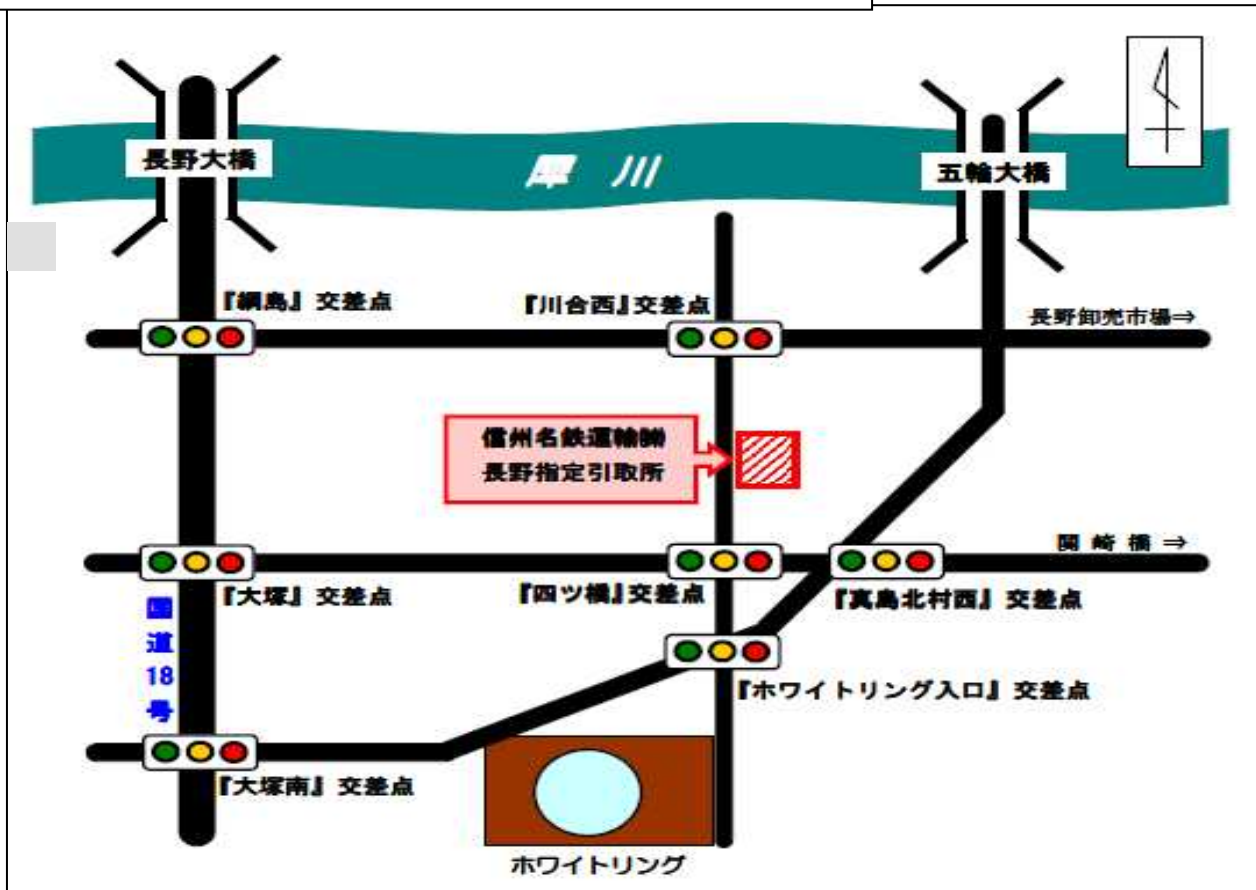 長野大橋
犀川
五輪大橋
『綱島』交差点
『川合西』交差点
長野卸売市場⇒
信州名鉄運輸㈱
長野指定引取所
関崎橋⇒
『大塚』交差点
『四ツ橋』交差点
『真島北村西』交差点
国道18号
『ホワイトリング入口』交差点
『大塚南』交差点
ホワイトリング